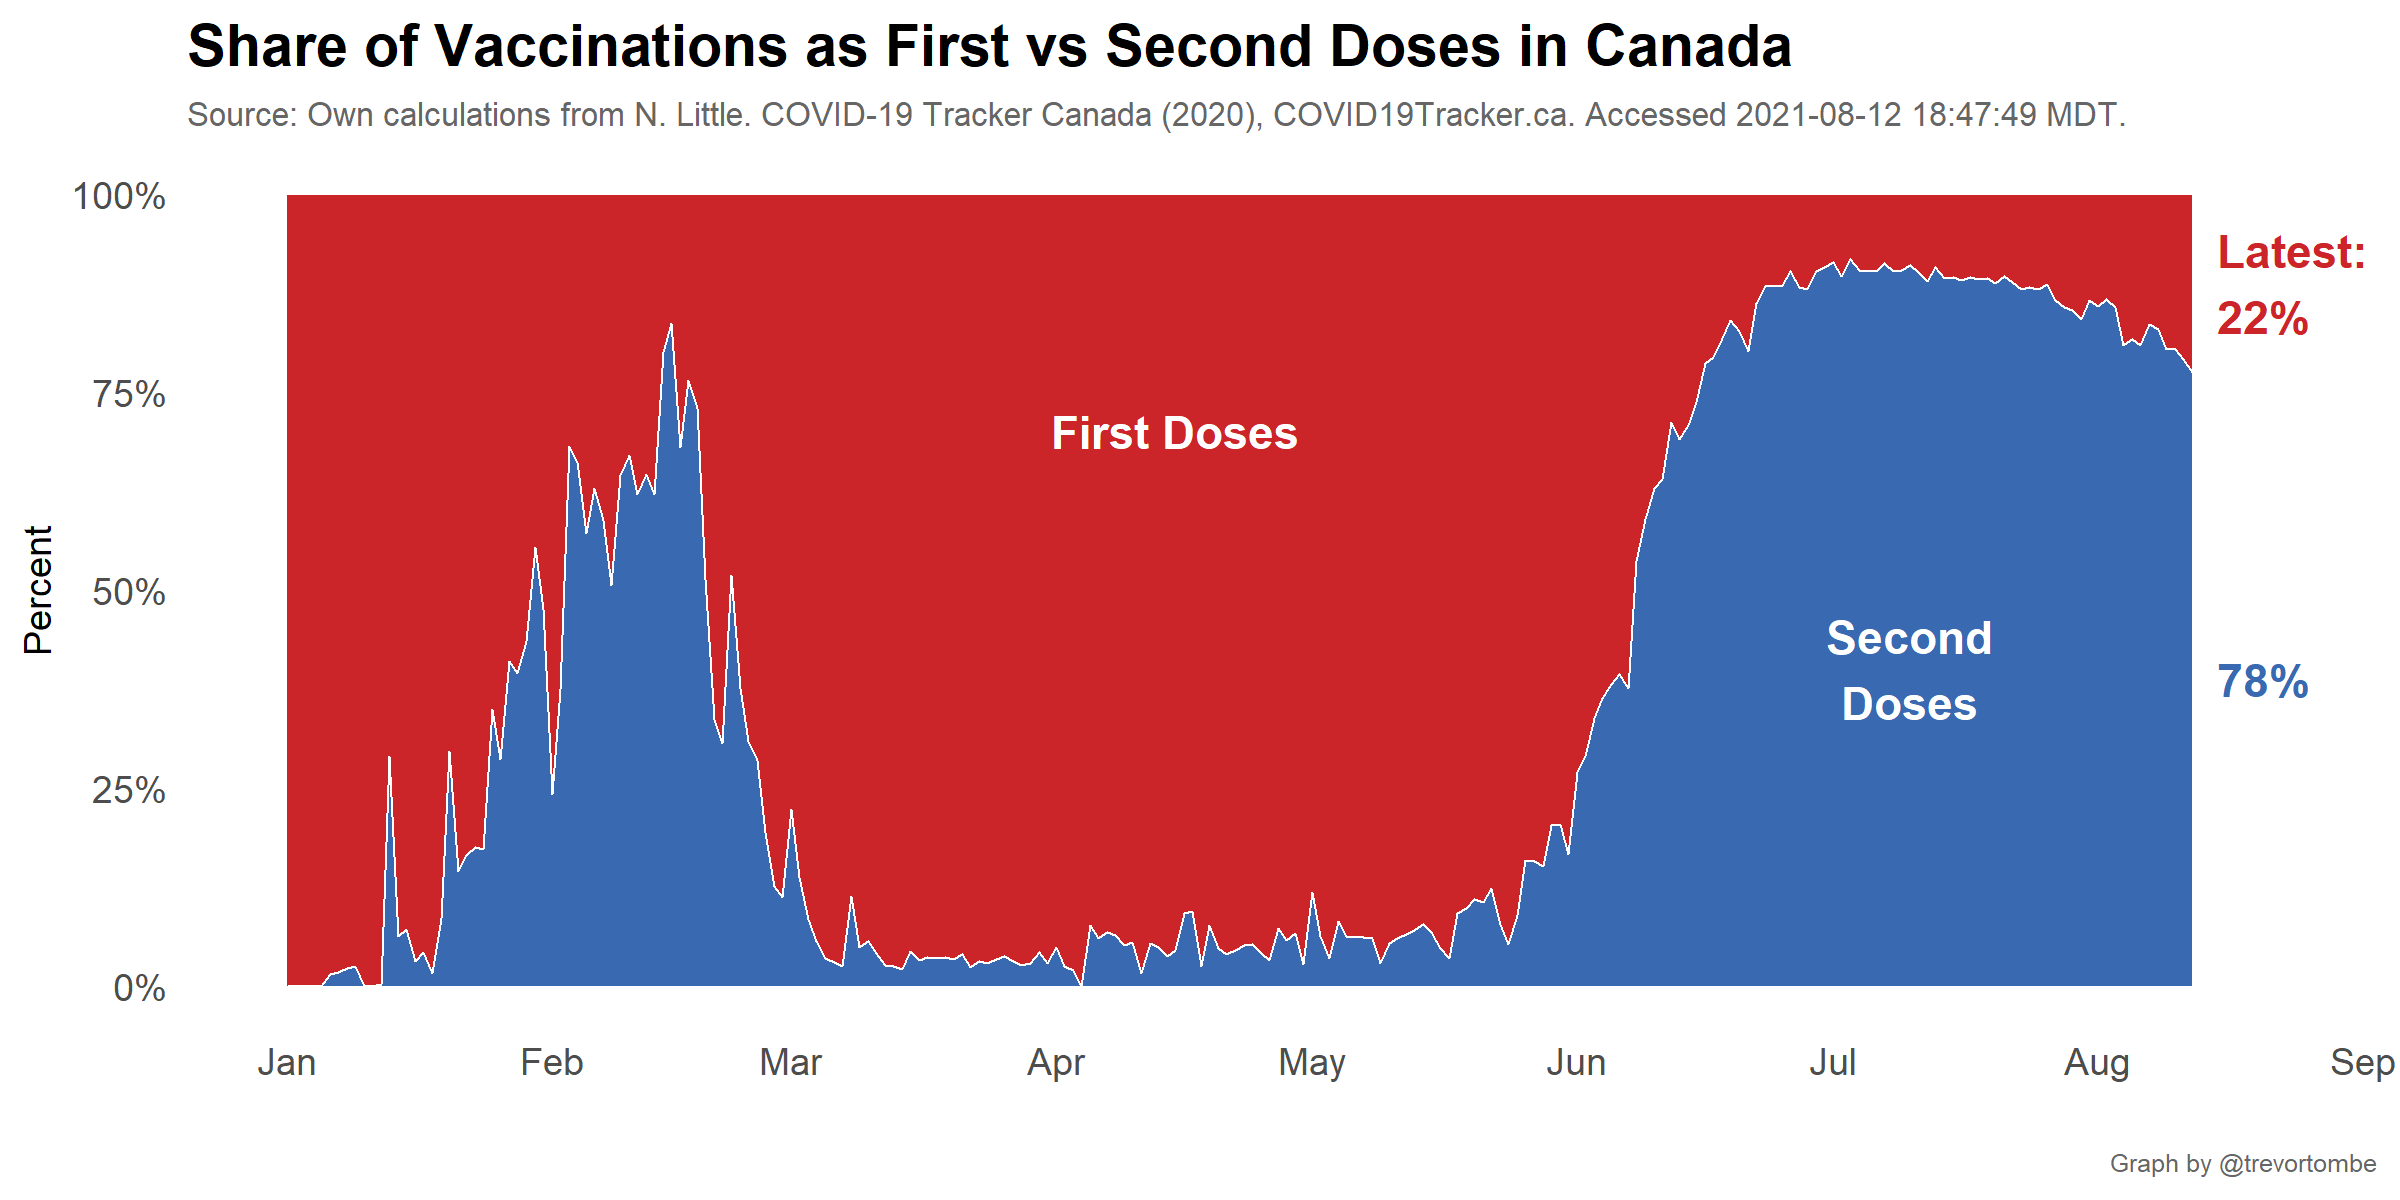 Share of Vaccinations as First vs Second Doses in Canada
Source: Own calculations from N. Little. COVID-19 Tracker Canada (2020), COVID19Tracker.ca. Accessed 2021-08-12 18:47:49 MDT.
100%
75%
50%
25%
0%
Percent
First Doses
Second
Doses
Latest:
22%
78%
Jan Feb Mar Apr May Jun Jul Aug Sep
Graph by @trevortombe